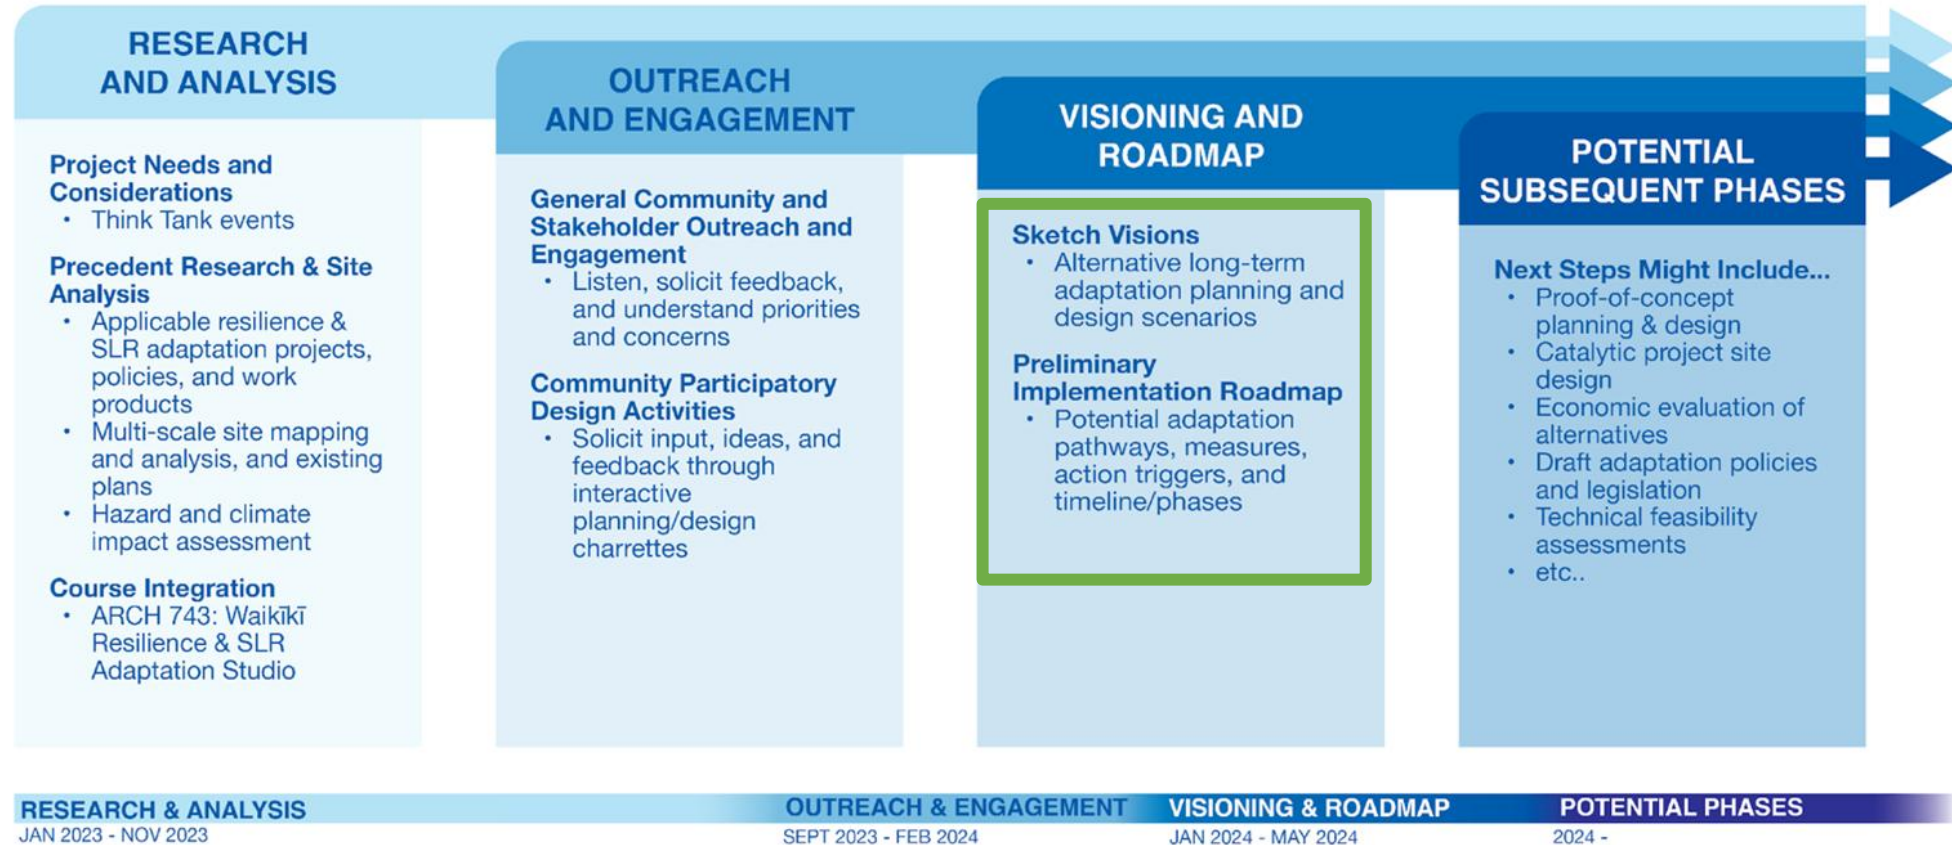 RESEARCH
AND ANALYSIS
Project Needs and
Considerations
• Think Tank events
Precedent Research & Site
Analysis
• Applicable resilience &
SLR adaptation projects,
policies, and work
products
• Multi-scale site mapping
and analysis, and existing
plans
• Hazard and climate
impact assessment
Course Integration
• ARCH 743: Waikīkī
Resilience & SLR
Adaptation Studio
OUTREACH
AND ENGAGEMENT
General Community and
Stakeholder Outreach and
Engagement
• Listen, solicit feedback,
and understand priorities
and concerns
Community Participatory
Design Activities
• Solicit input, ideas, and
feedback through
interactive
planning/design
charrettes
VISIONING AND
ROADMAP
Sketch Visions
• Alternative long-term
adaptation planning and
design scenarios
Preliminary
Implementation Roadmap
• Potential adaptation
pathways, measures,
action triggers, and
timeline/phases
POTENTIAL
SUBSEQUENT PHASES
Next Steps Might Include...
• Proof-of-concept
planning & design
• Catalytic project site
design
• Economic evaluation of
alternatives
• Draft adaptation policies
and legislation
• Technical feasibility
assessments
• etc..
RESEARCH & ANALYSIS
JAN 2023 - NOV 2023
OUTREACH & ENGAGEMENT
SEPT 2023 - FEB 2024
VISIONING & ROADMAP
JAN 2024 - MAY 2024
POTENTIAL PHASES
2024 -